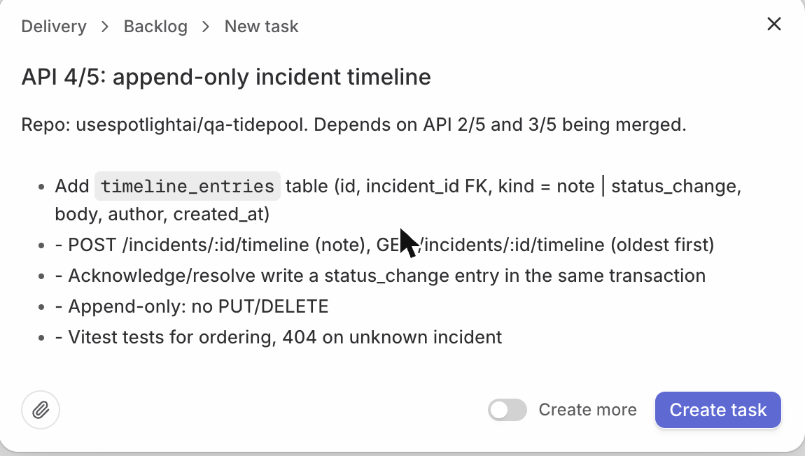 Delivery > Backlog > New task
API 4/5: append-only incident timeline
Repo: usespotlightai/qa-tidepool. Depends on API 2/5 and 3/5 being merged.
• Add timeline_entries table (id, incident_id FK, kind = note | status_change,
body, author, created_at)
• - POST /incidents/:id/timeline (note), GE /incidents/:id/timeline (oldest first)
• - Acknowledge/resolve write a status_change entry in the same transaction
• - Append-only: no PUT/DELETE
• - Vitest tests for ordering, 404 on unknown incident
Create more
Create task